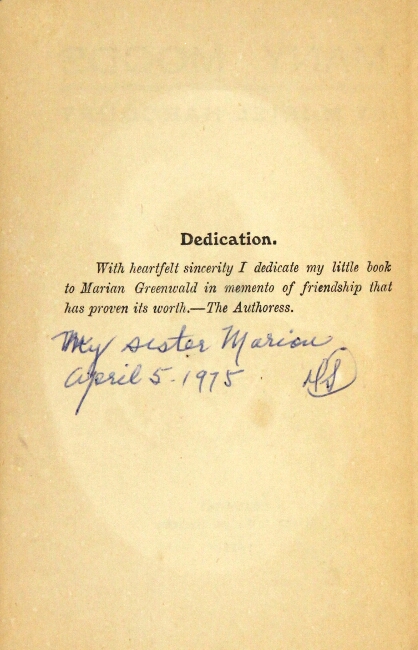 Dedication.
With heartfelt sincerity I dedicate my little book
to Marian Greenwald in memento of friendship that
has proven its worth.—The Authoress.
My sister Marion
April 5-1975